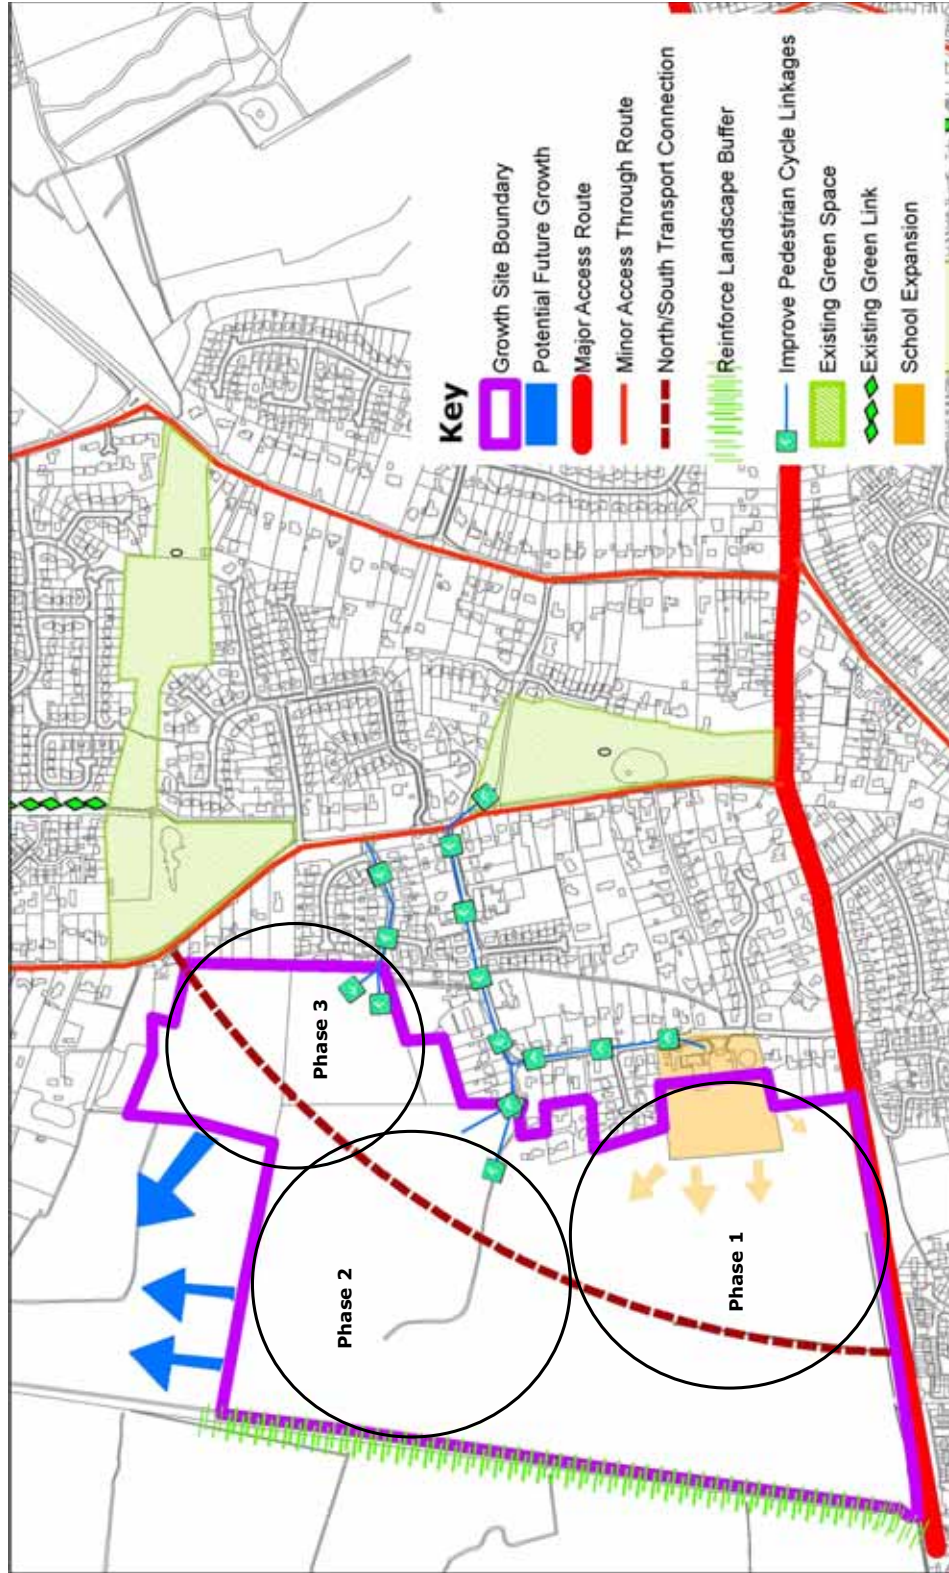 Key
Growth Site Boundary
Potential Future Growth
Major Access Route
Minor Access Through Route
North/South Transport Connection
Reinforce Landscape Buffer
Improve Pedestrian Cycle Linkages
Existing Green Space
Existing Green Link
School Expansion
Phase 3
Phase 2
Phase 1